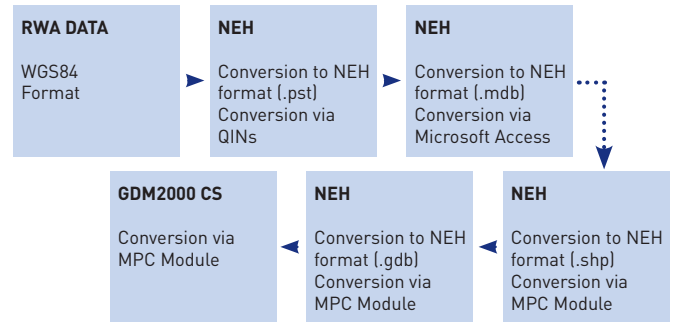 RWA DATA
WGS84
Format
NEH
Conversion to NEH
format (.pst)
Conversion via
QINs
NEH
Conversion to NEH
format (.mdb)
Conversion via
Microsoft Access
GDM2000 CS
Conversion via
MPC Module
NEH
Conversion to NEH
format (.gdb)
Conversion via
MPC Module
NEH
Conversion to NEH
format (.shp)
Conversion via
MPC Module